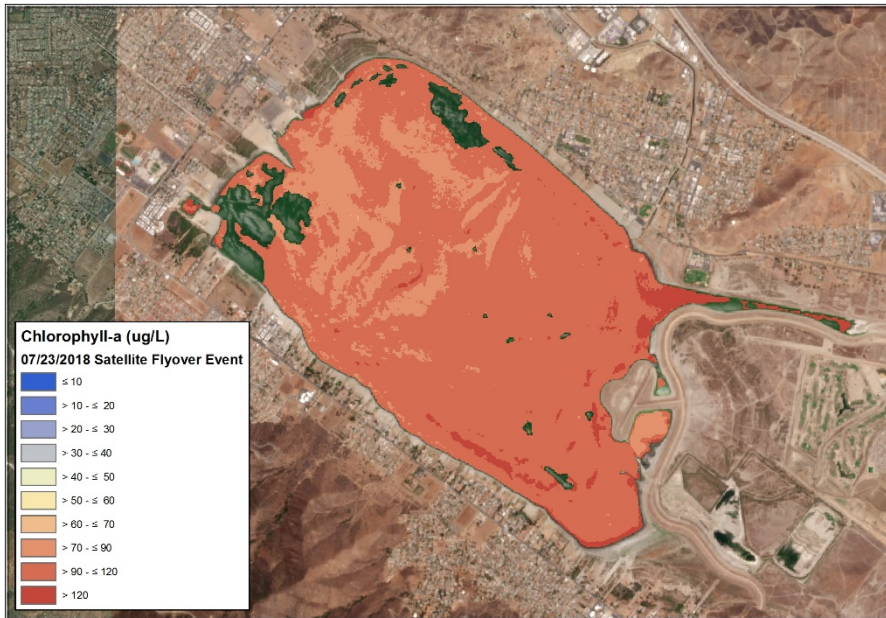 Chlorophyll-a (ug/L)
07/23/2018 Satellite Flyover Event
≤ 10
> 10 - ≤ 20
> 20 - ≤ 30
> 30 - ≤ 40
> 40 - ≤ 50
> 50 - ≤ 60
> 60 - ≤ 70
> 70 - ≤ 90
> 90 - ≤ 120
> 120